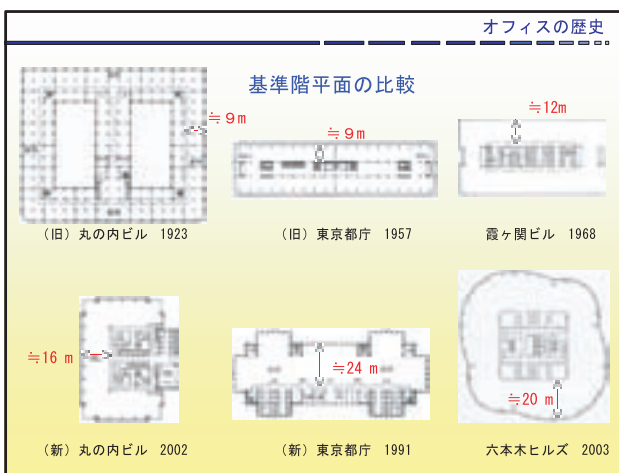 オフィスの歴史
基準階平面の比較
≒9m
≒9m
≒12m
(旧) 丸の内ビル 1923
(旧) 東京都庁 1957
霞ヶ関ビル 1968
≒16 m
≒24 m
≒20 m
(新) 丸の内ビル 2002
(新) 東京都庁 1991
六本木ヒルズ 2003